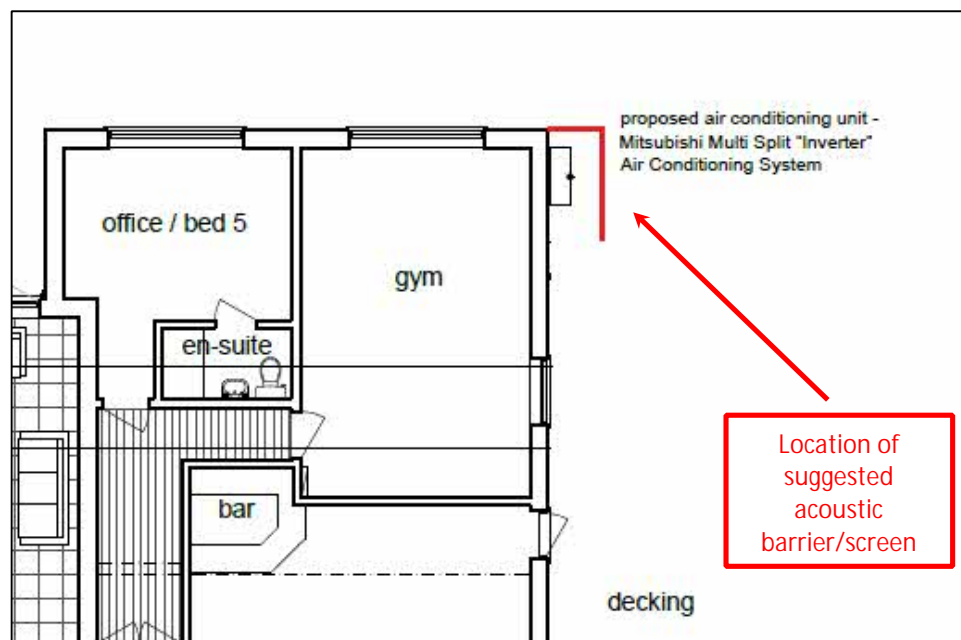 proposed air conditioning unit -
Mitsubishi Multi Split "Inverter"
Air Conditioning System
office / bed 5
gym
en-suite
bar
Location of
suggested
acoustic
barrier/screen
decking